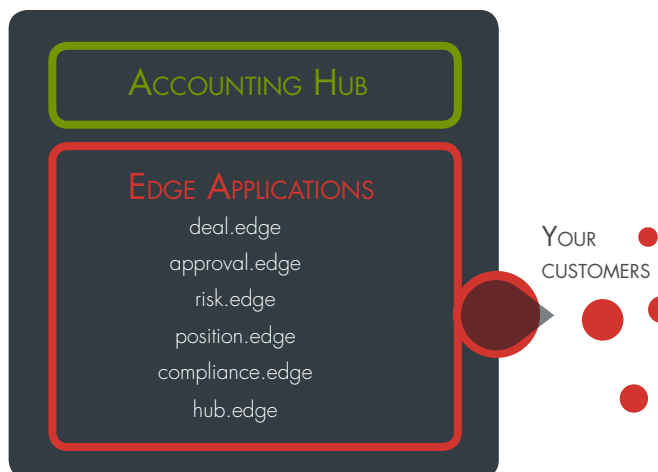 Accounting Hub
Edge Applications
deal.edge
approval.edge
risk.edge
position.edge
compliance.edge
hub.edge
Your
customers